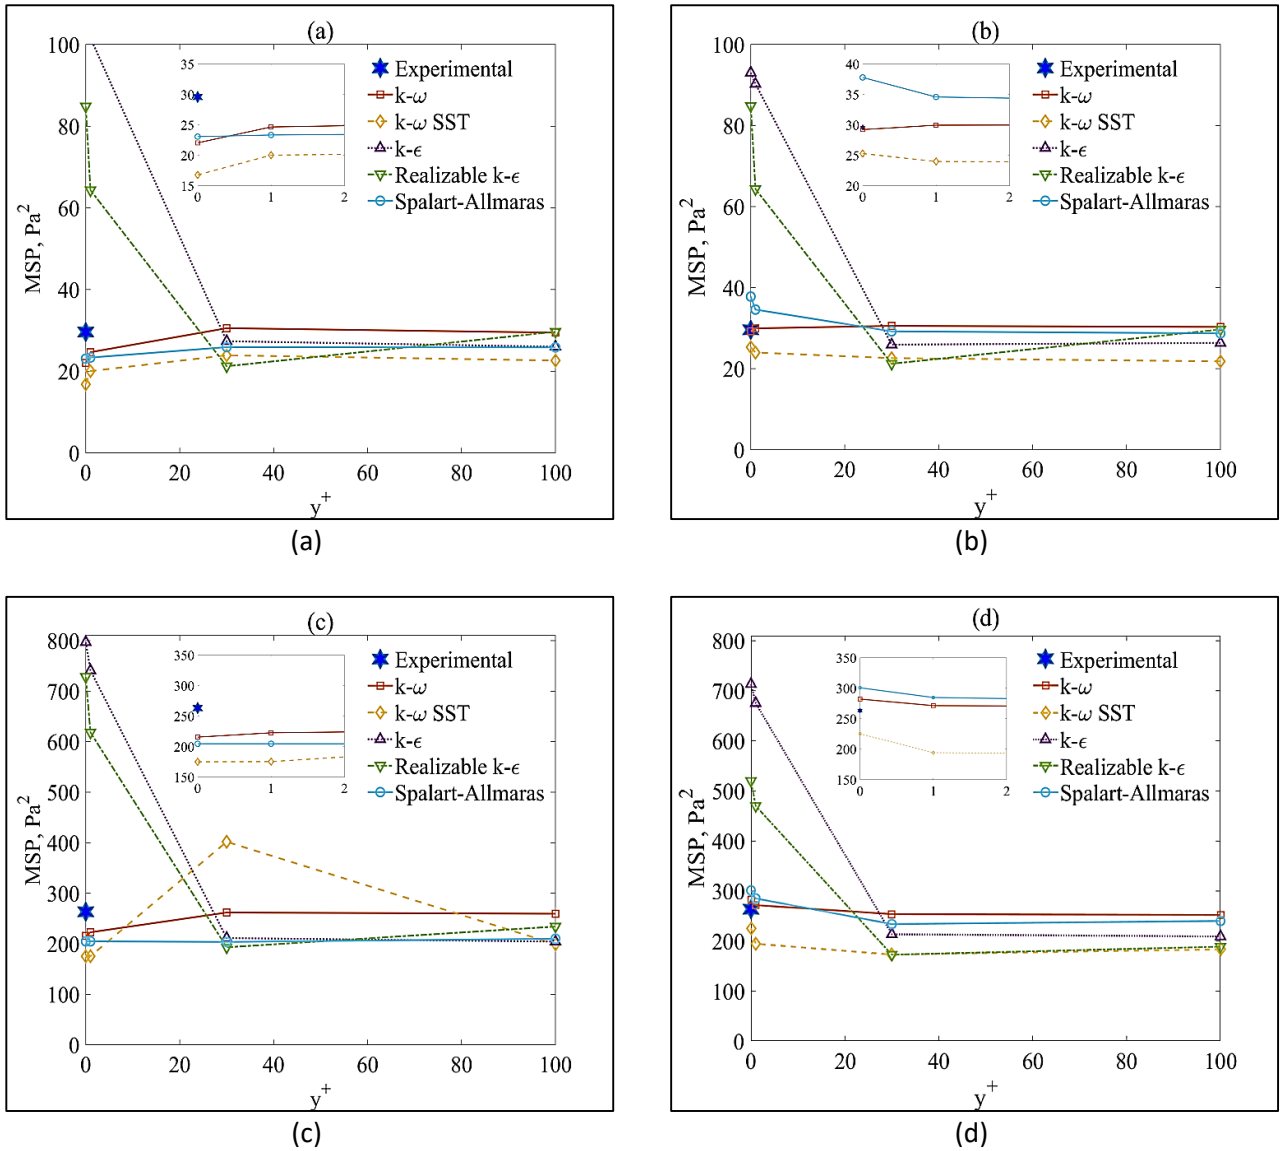 (a)
100
80
60
40
20
0
MSP, Pa²
0 20 40 60 80 100
y⁺
35
30
25
20
15
0 1 2
Experimental
k-ω
k-ω SST
k-ϵ
Realizable k-ϵ
Spalart-Allmaras
(a)
(b)
100
80
60
40
20
0
MSP, Pa²
0 20 40 60 80 100
y⁺
40
35
30
25
20
0 1 2
Experimental
k-ω
k-ω SST
k-ϵ
Realizable k-ϵ
Spalart-Allmaras
(b)
(c)
800
700
600
500
400
300
200
100
0
MSP, Pa²
0 20 40 60 80 100
y⁺
350
300
250
200
150
0 1 2
Experimental
k-ω
k-ω SST
k-ϵ
Realizable k-ϵ
Spalart-Allmaras
(c)
(d)
800
700
600
500
400
300
200
100
0
MSP, Pa²
0 20 40 60 80 100
y⁺
350
300
250
200
150
0 1 2
Experimental
k-ω
k-ω SST
k-ϵ
Realizable k-ϵ
Spalart-Allmaras
(d)